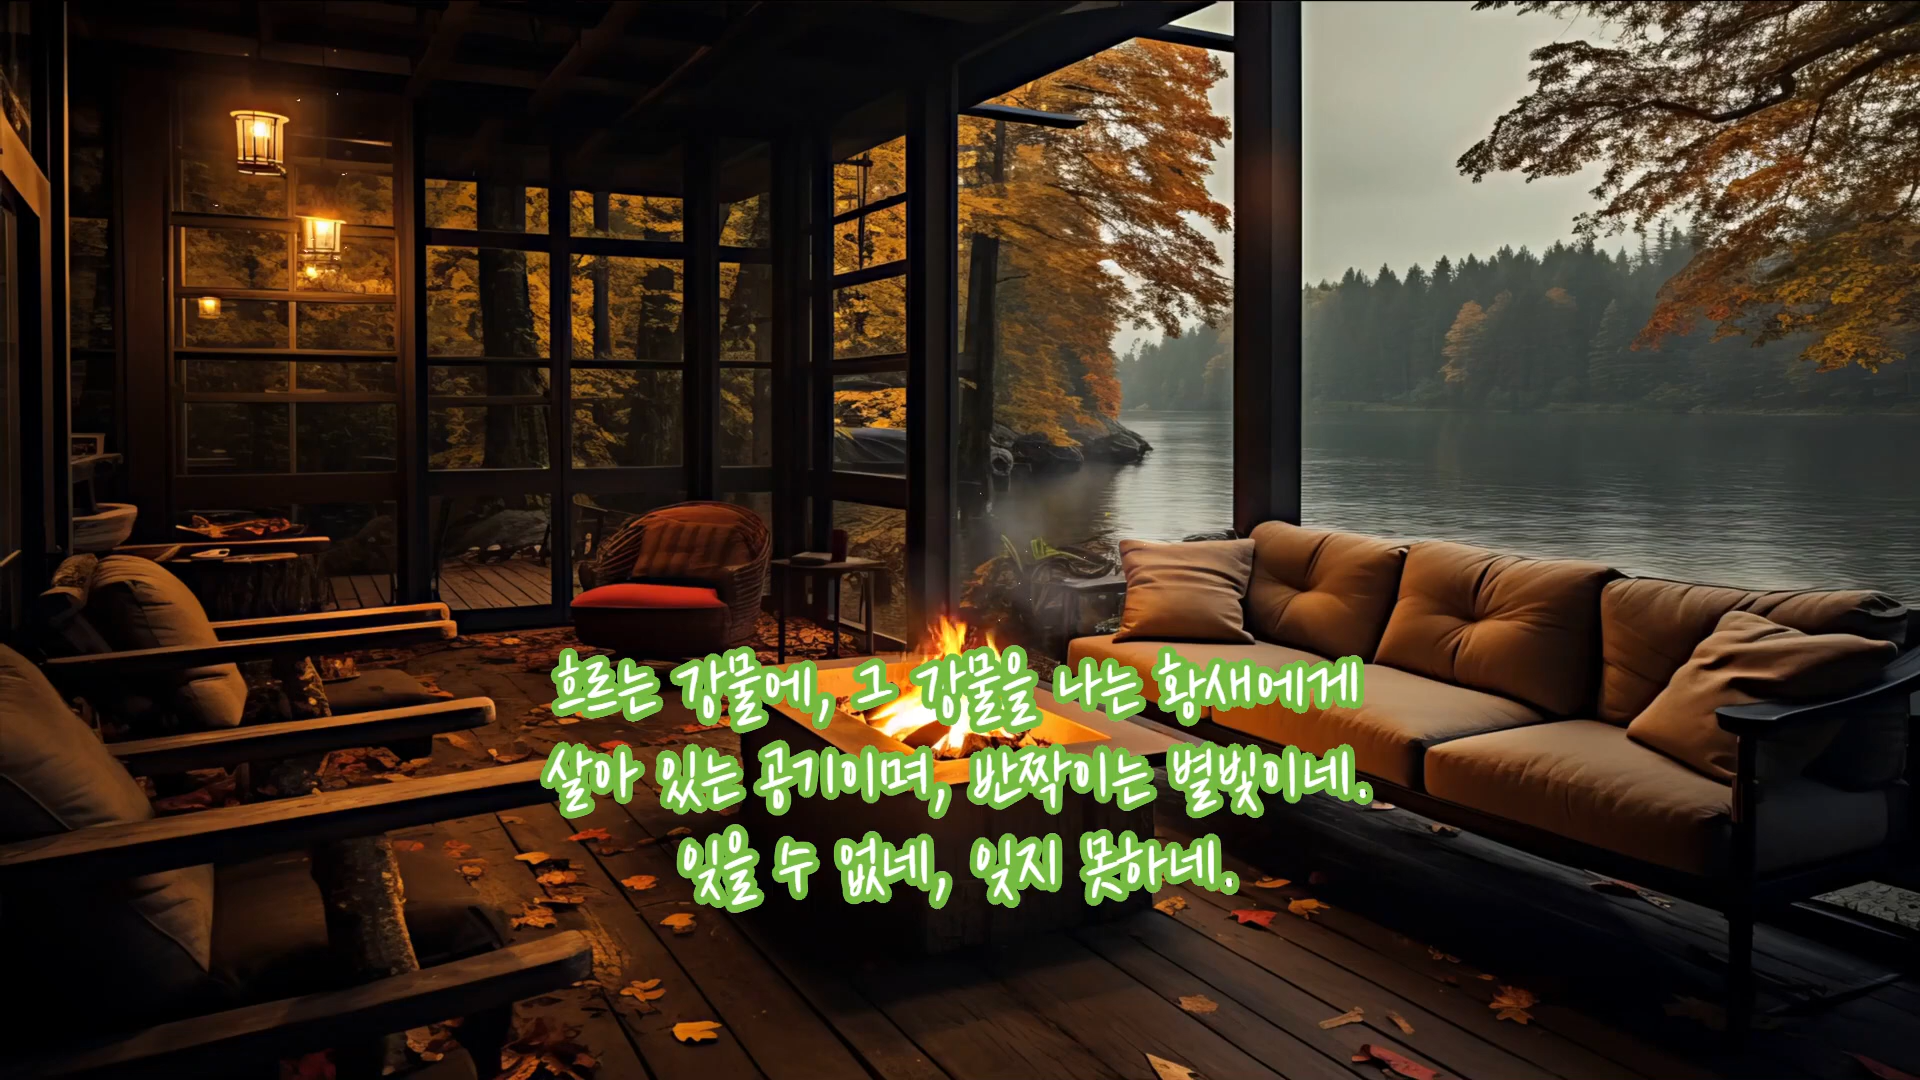 흐르는 강물에, 그 강물을 나는 황새에게
살아 있는 공기이며, 반짝이는 별빛이네.
잊을 수 없네, 잊지 못하네.